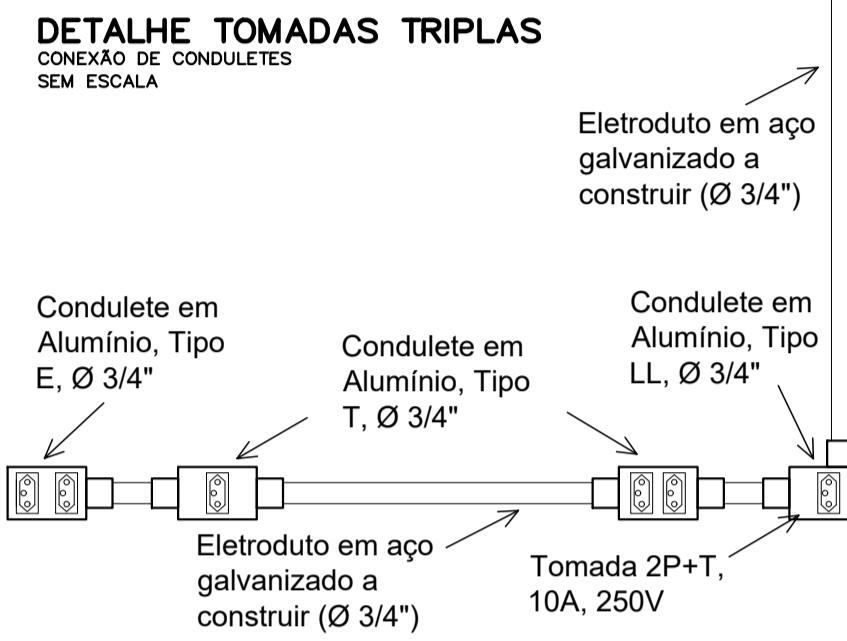 DETALHE TOMADAS TRIPLAS
CONEXÃO DE CONDULETES
SEM ESCALA
Eletroduto em aço
galvanizado a
construir (Ø 3/4")
Condulete em
Alumínio, Tipo
E, Ø 3/4"
Condulete em
Alumínio, Tipo
T, Ø 3/4"
Condulete em
Alumínio, Tipo
LL, Ø 3/4"
Eletroduto em aço
galvanizado a
construir (Ø 3/4")
Tomada 2P+T,
10A, 250V